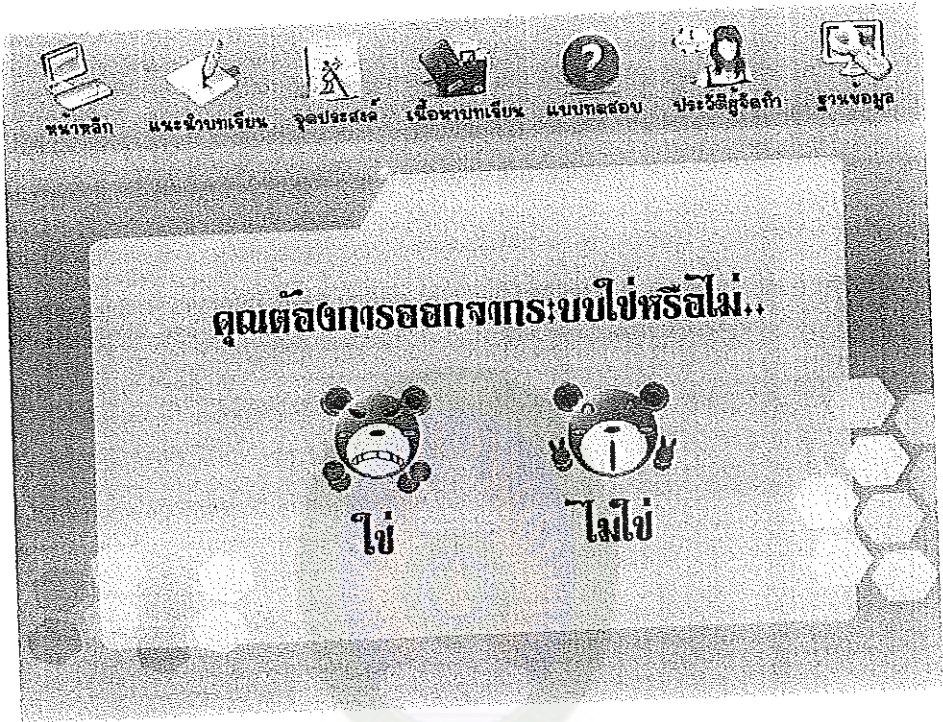 หน้าหลัก แนะนำบทเรียน จุดประสงค์ เนื้อหาบทเรียน แบบทดสอบ ประวัติผู้จัดทำ ฐานข้อมูล
คุณต้องการออกจากระบบใช่หรือไม่..
ใช่ ไม่ใช่